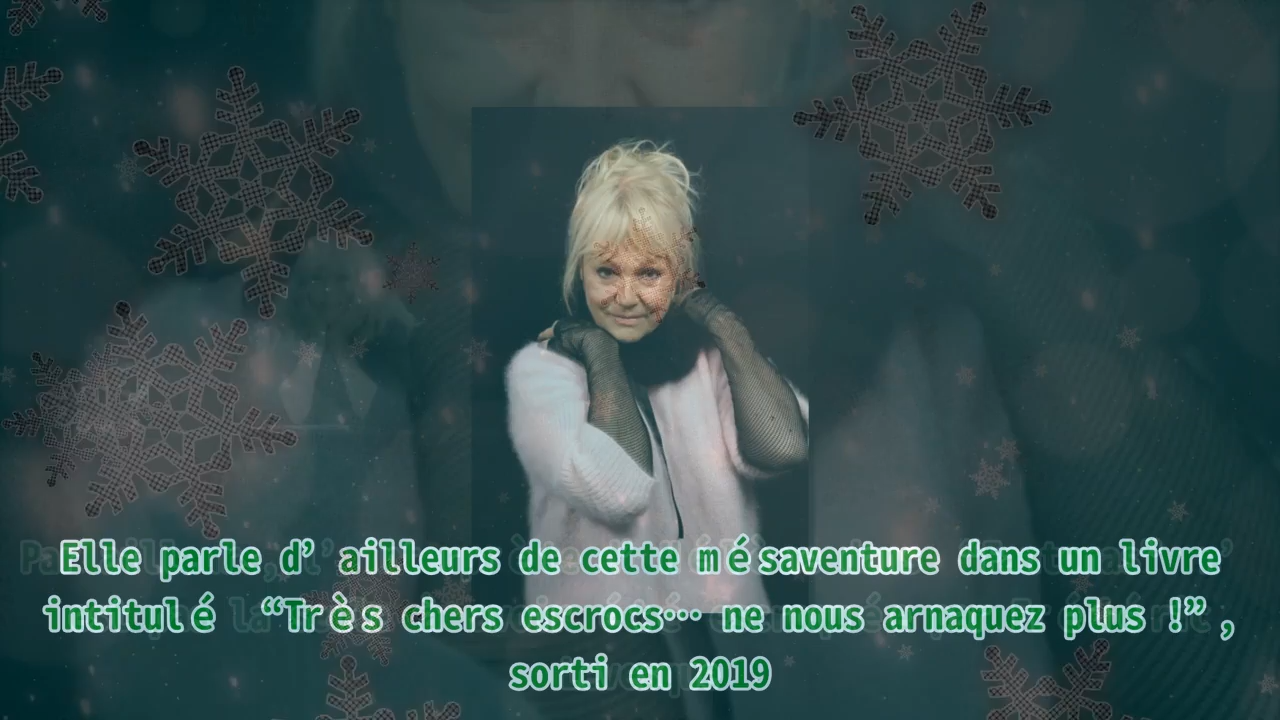 Elle parle d’ ailleurs de cette mésaventure dans un livre
intitulé “Très chers escrocs… ne nous arnaquez plus !”,
sorti en 2019